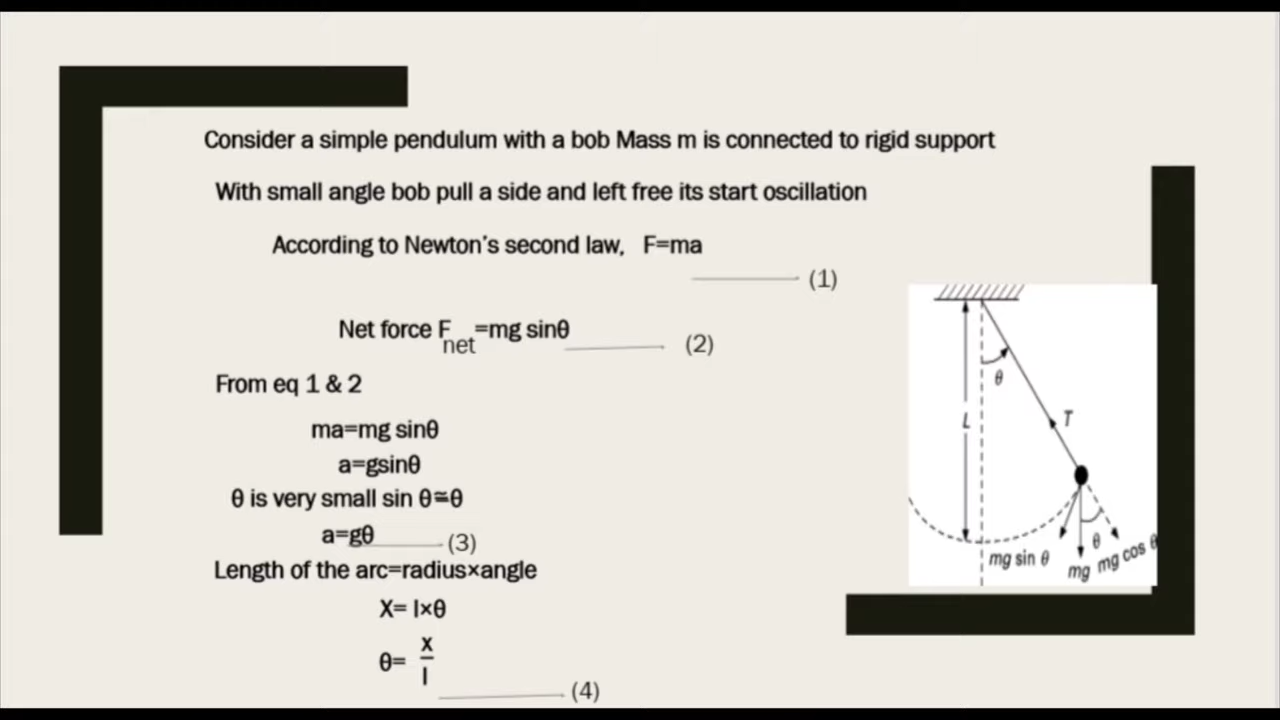 Consider a simple pendulum with a bob Mass m is connected to rigid support
With small angle bob pull a side and left free its start oscillation
According to Newton's second law, F=ma
(1)
Net force F net =mg sinθ
(2)
From eq 1 & 2
ma=mg sinθ
a=gsinθ
θ is very small sin θ≅θ
a=gθ (3)
Length of the arc=radius×angle
X= l×θ
θ= x/l
(4)
θ
L
T
θ
mg sin θ
mg
mg cos θ